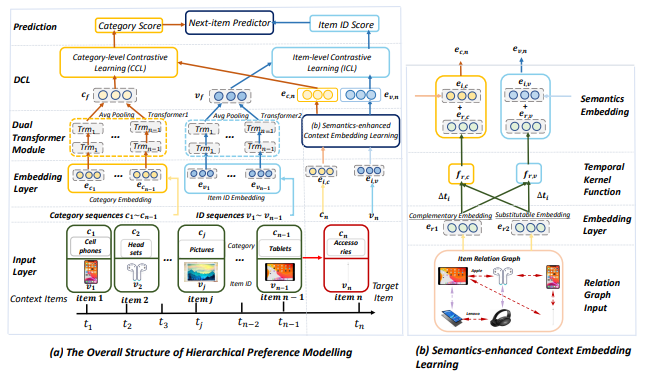 Prediction
Category Score
Next-item Predictor
Item ID Score
DCL
Category-level Contrastive
Learning (CCL)
Item-level Contrastive
Learning (ICL)
c_f
v_f
e_{c,n}
e_{v,n}
Avg Pooling
Transformer1
Avg Pooling
Transformer2
Dual
Transformer
Module
Trm_1 ... Trm_{n-1}
Trm_1 ... Trm_{n-1}
Trm_1 ... Trm_{n-1}
Trm_1 ... Trm_{n-1}
(b) Semantics-enhanced
Context Embedding Learning
Embedding
Layer
e_{c_1} ... e_{c_{n-1}}
Category Embedding
e_{v_1} ... e_{v_{n-1}}
Item ID Embedding
e_{i,c}
e_{i,v}
Category sequences c_1~c_{n-1}
ID sequences v_1~v_{n-1}
c_n
v_n
Input
Layer
c_1
Cell
phones
v_1
c_2
Head
sets
v_2
...
c_j
Pictures
v_j
Category
...
Item ID
c_{n-1}
Tablets
v_{n-1}
c_n
Accesso
ries
v_n
Context Items
item 1
item 2
item j
item n-1
item n
Target
Item
t_1
t_2
t_3
t_j
t_{n-2}
t_{n-1}
t_n
(a) The Overall Structure of Hierarchical Preference Modelling
e_{c,n}
e_{v,n}
e_{i,c}
+
e_{r,c}
e_{i,v}
+
e_{r,v}
Semantics
Embedding
f_{r,c}
f_{r,v}
Δt_i
Δt_i
Temporal
Kernel
Function
Complementary Embedding
Substitutable Embedding
e_{r1}
e_{r2}
Embedding
Layer
Item Relation Graph
Apple
Lenovo
Relation
Graph
Input
(b) Semantics-enhanced Context Embedding
Learning